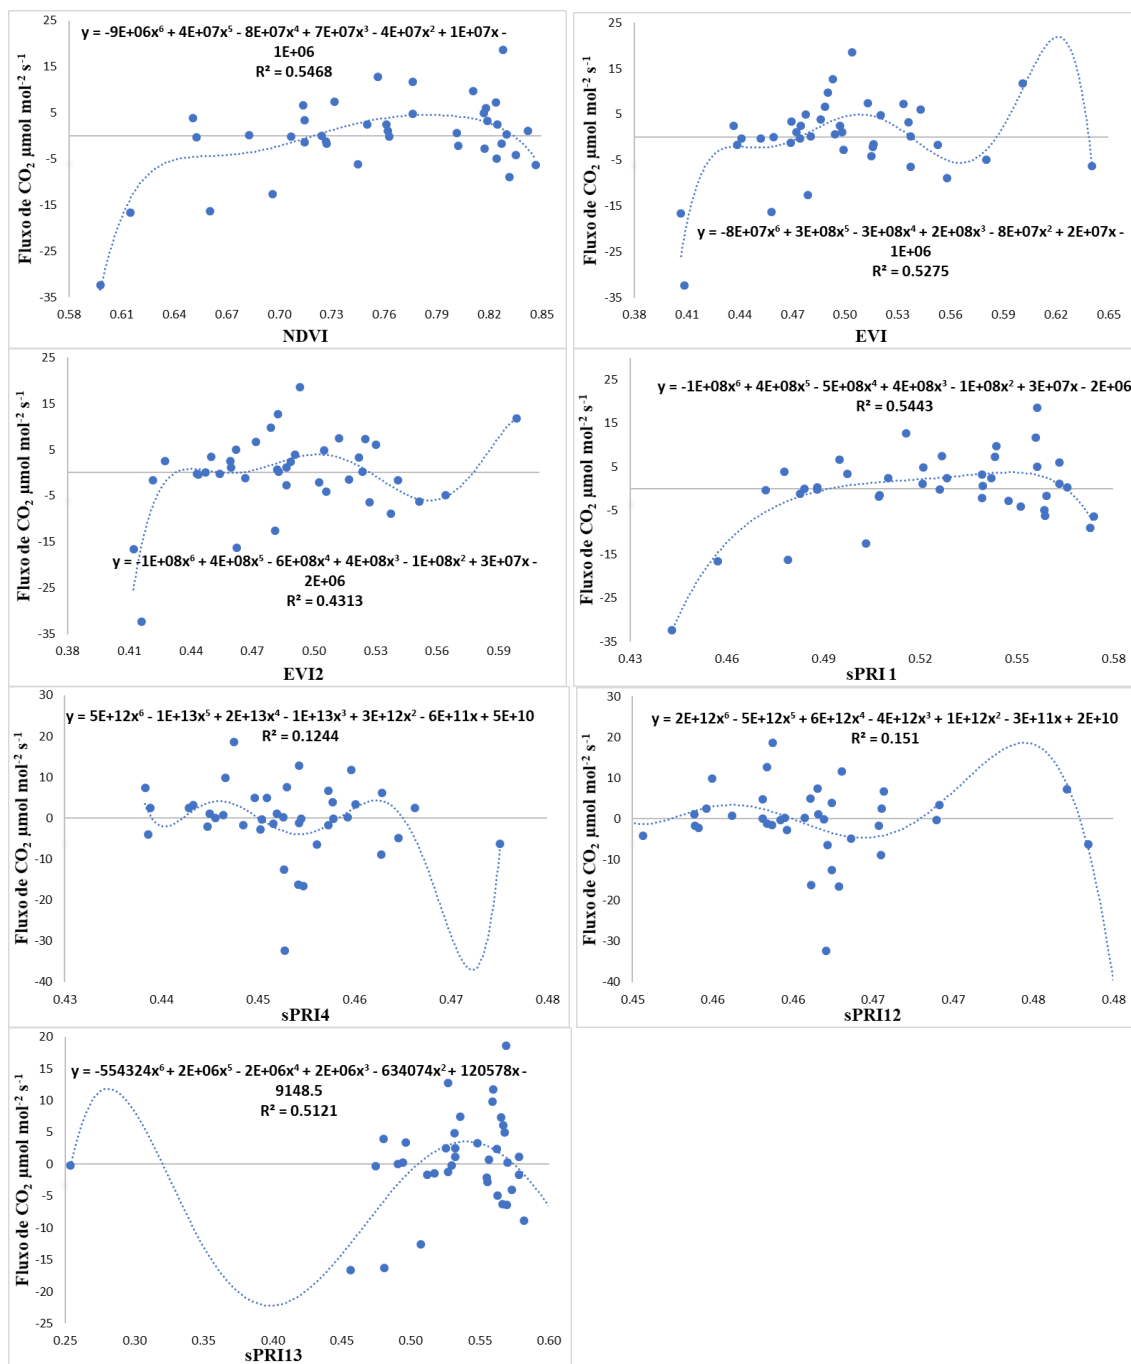 y = -9E+06x⁶ + 4E+07x⁵ - 8E+07x⁴ + 7E+07x³ - 4E+07x² + 1E+07x -
1E+06
R² = 0.5468
Fluxo de CO₂ µmol mol⁻² s⁻¹
25
15
5
-5
-15
-25
-35
0.58 0.61 0.64 0.67 0.70 0.73 0.76 0.79 0.82 0.85
NDVI
Fluxo de CO₂ µmol mol⁻² s⁻¹
25
15
5
-5
-15
-25
-35
y = -8E+07x⁶ + 3E+08x⁵ - 3E+08x⁴ + 2E+08x³ - 8E+07x² + 2E+07x -
1E+06
R² = 0.5275
0.38 0.41 0.44 0.47 0.50 0.53 0.56 0.59 0.62 0.65
EVI
Fluxo de CO₂ µmol mol⁻² s⁻¹
25
15
5
-5
-15
-25
-35
y = -1E+08x⁶ + 4E+08x⁵ - 6E+08x⁴ + 4E+08x³ - 1E+08x² + 3E+07x -
2E+06
R² = 0.4313
0.38 0.41 0.44 0.47 0.50 0.53 0.56 0.59
EVI2
y = -1E+08x⁶ + 4E+08x⁵ - 5E+08x⁴ + 4E+08x³ - 1E+08x² + 3E+07x - 2E+06
R² = 0.5443
Fluxo de CO₂ µmol mol⁻² s⁻¹
25
15
5
-5
-15
-25
-35
0.43 0.46 0.49 0.52 0.55 0.58
sPRI 1
y = 5E+12x⁶ - 1E+13x⁵ + 2E+13x⁴ - 1E+13x³ + 3E+12x² - 6E+11x + 5E+10
R² = 0.1244
Fluxo de CO₂ µmol mol⁻² s⁻¹
30
20
10
0
-10
-20
-30
-40
0.43 0.44 0.45 0.46 0.47 0.48
sPRI4
y = 2E+12x⁶ - 5E+12x⁵ + 6E+12x⁴ - 4E+12x³ + 1E+12x² - 3E+11x + 2E+10
R² = 0.151
Fluxo de CO₂ µmol mol⁻² s⁻¹
30
20
10
0
-10
-20
-30
-40
0.45 0.46 0.46 0.47 0.47 0.48 0.48
sPRI12
y = -554324x⁶ + 2E+06x⁵ - 2E+06x⁴ + 2E+06x³ - 634074x² + 120578x -
9148.5
R² = 0.5121
Fluxo de CO₂ µmol mol⁻² s⁻¹
20
15
10
5
0
-5
-10
-15
-20
-25
0.25 0.30 0.35 0.40 0.45 0.50 0.55 0.60
sPRI13